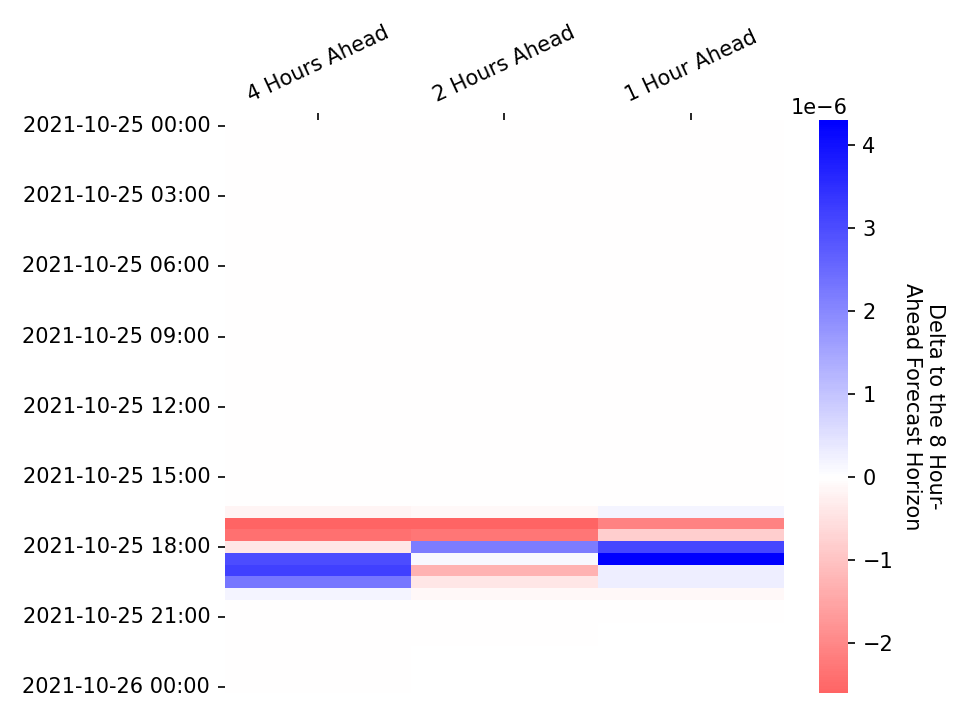 4 Hours Ahead
2 Hours Ahead
1 Hour Ahead
1e−6
2021-10-25 00:00
2021-10-25 03:00
2021-10-25 06:00
2021-10-25 09:00
2021-10-25 12:00
2021-10-25 15:00
2021-10-25 18:00
2021-10-25 21:00
2021-10-26 00:00
4
3
2
1
0
−1
−2
Delta to the 8 Hour-
Ahead Forecast Horizon